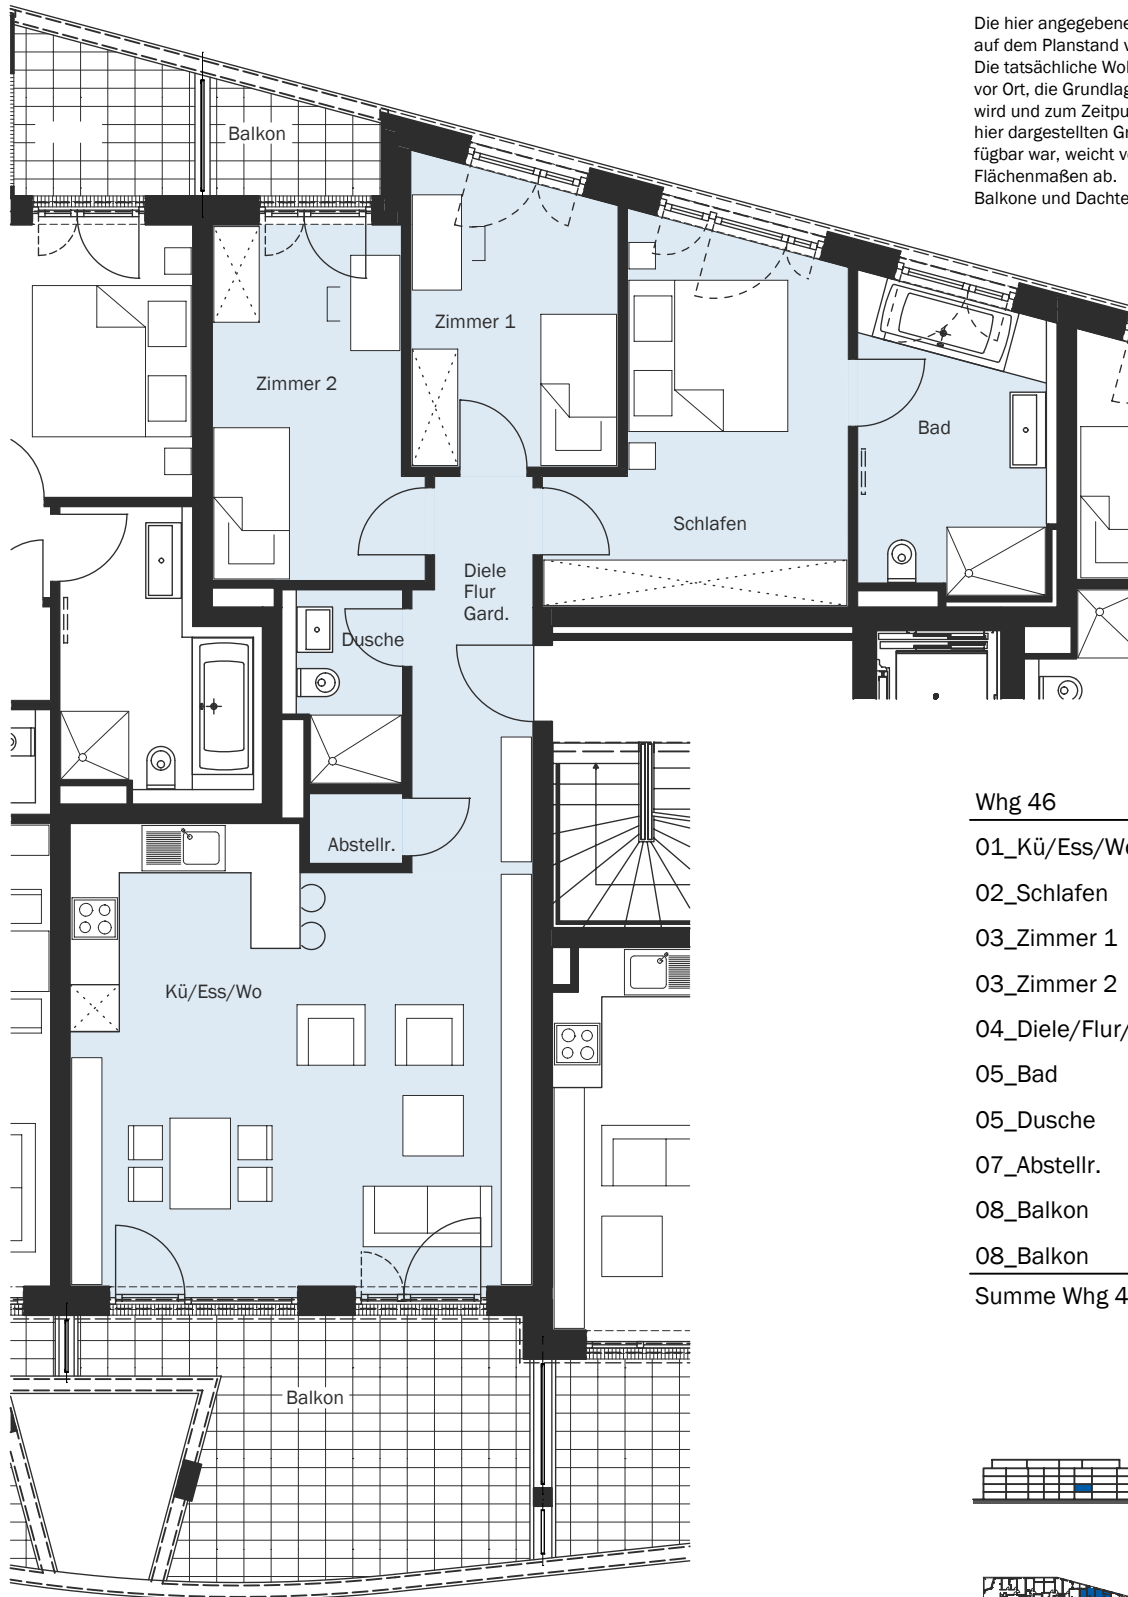 Die hier angegebene
auf dem Planstand v
Die tatsächliche Wol
vor Ort, die Grundlag
wird und zum Zeitpu
hier dargestellten Gr
fügbar war, weicht v
Flächenmaßen ab.
Balkone und Dachte
Balkon
Zimmer 1
Zimmer 2
Bad
Schlafen
Diele
Flur
Gard.
Dusche
Abstellr.
Kü/Ess/Wo
Balkon
Whg 46
01_Kü/Ess/Wo
02_Schlafen
03_Zimmer 1
03_Zimmer 2
04_Diele/Flur/
05_Bad
05_Dusche
07_Abstellr.
08_Balkon
08_Balkon
Summe Whg 4